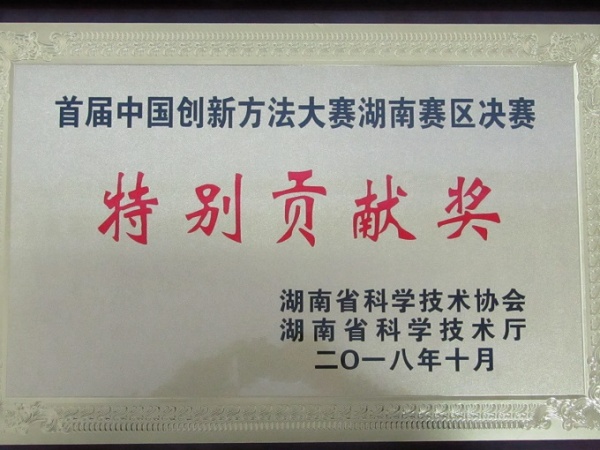 首届中国创新方法大赛湖南赛区决赛
特别贡献奖
湖南省科学技术协会
湖南省科学技术厅
二〇一八年十月